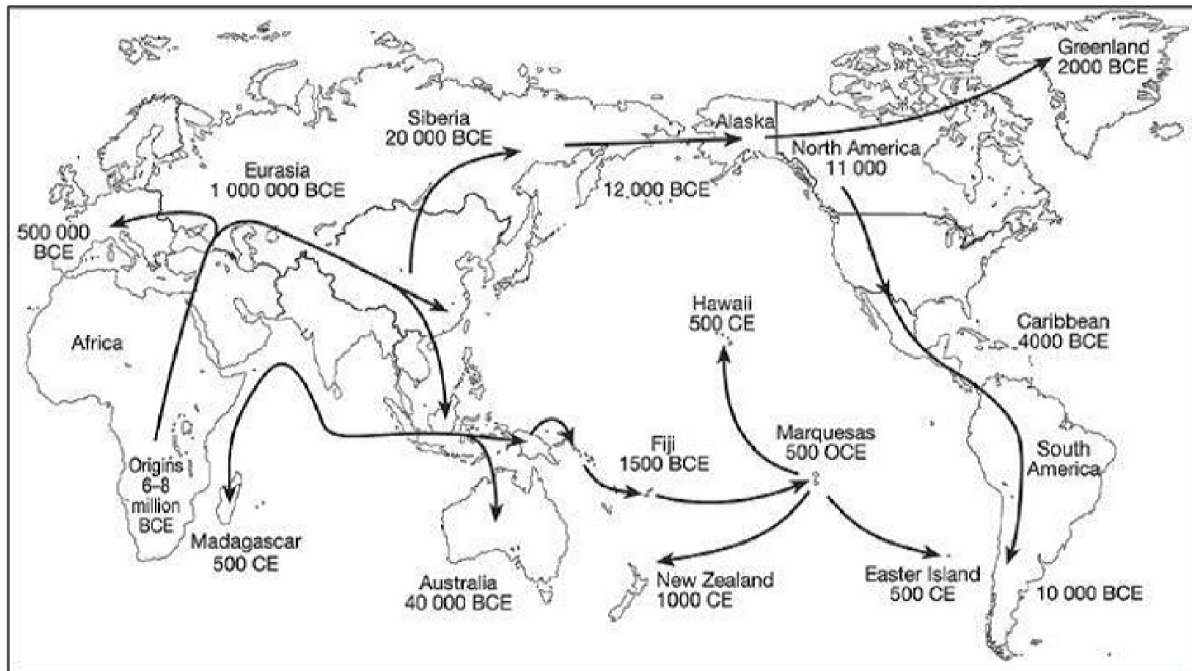 Greenland
2000 BCE
Siberia
20 000 BCE
Alaska
North America
11 000
Eurasia
1 000 000 BCE
12,000 BCE
500 000
BCE
Hawaii
500 CE
Caribbean
4000 BCE
Africa
Marquesas
500 OCE
Fiji
1500 BCE
South
America
Origins
6–8
million
BCE
Madagascar
500 CE
Australia
40 000 BCE
New Zealand
1000 CE
Easter Island
500 CE
10 000 BCE